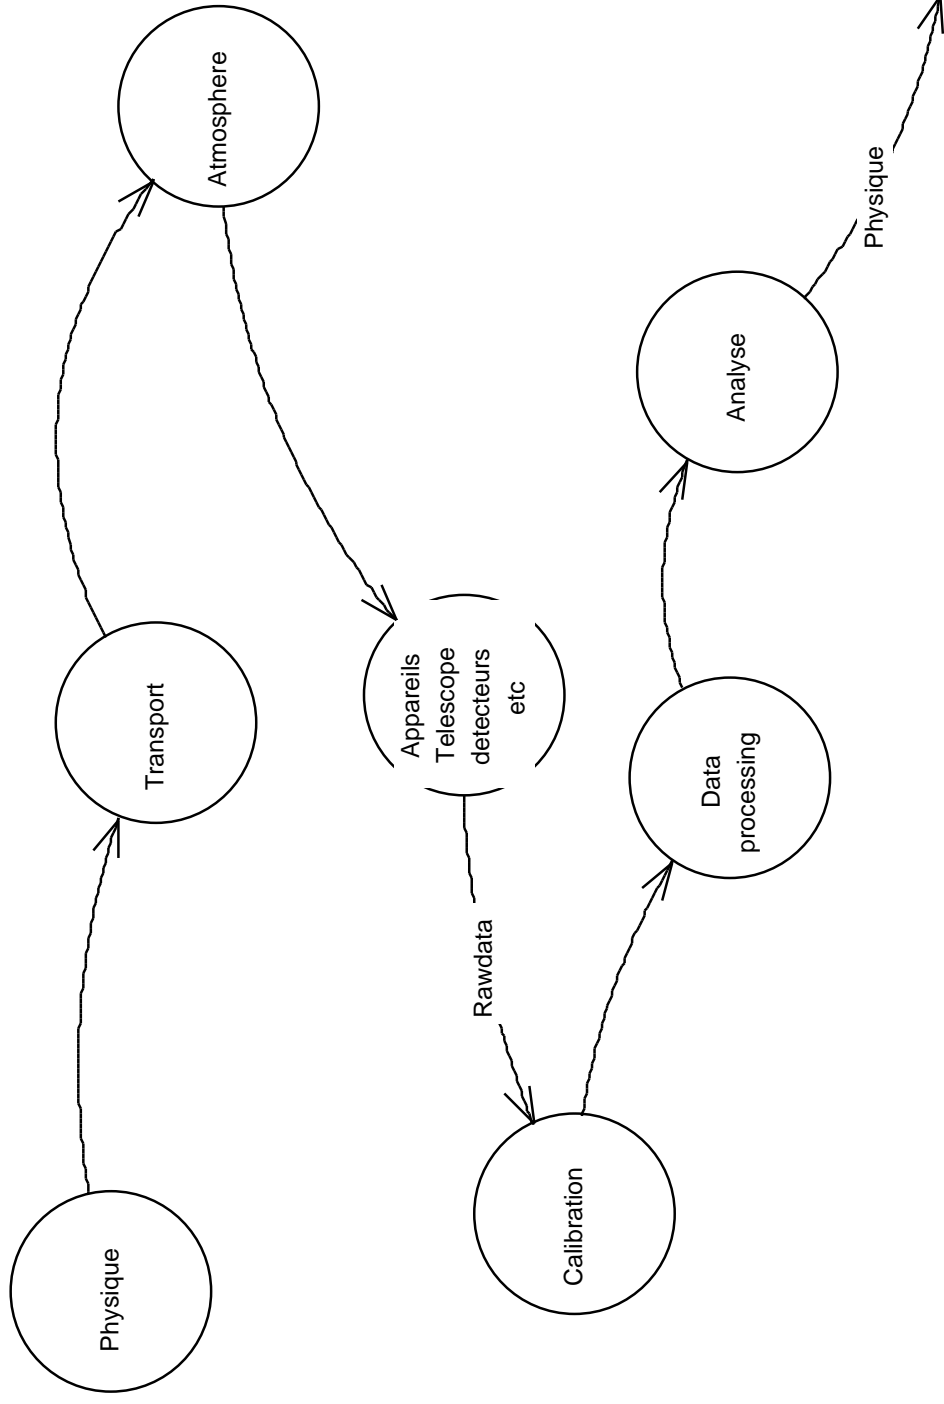 Physique
Transport
Atmosphere
Appareils
Telescope
detecteurs
etc
Rawdata
Calibration
Data
processing
Analyse
Physique